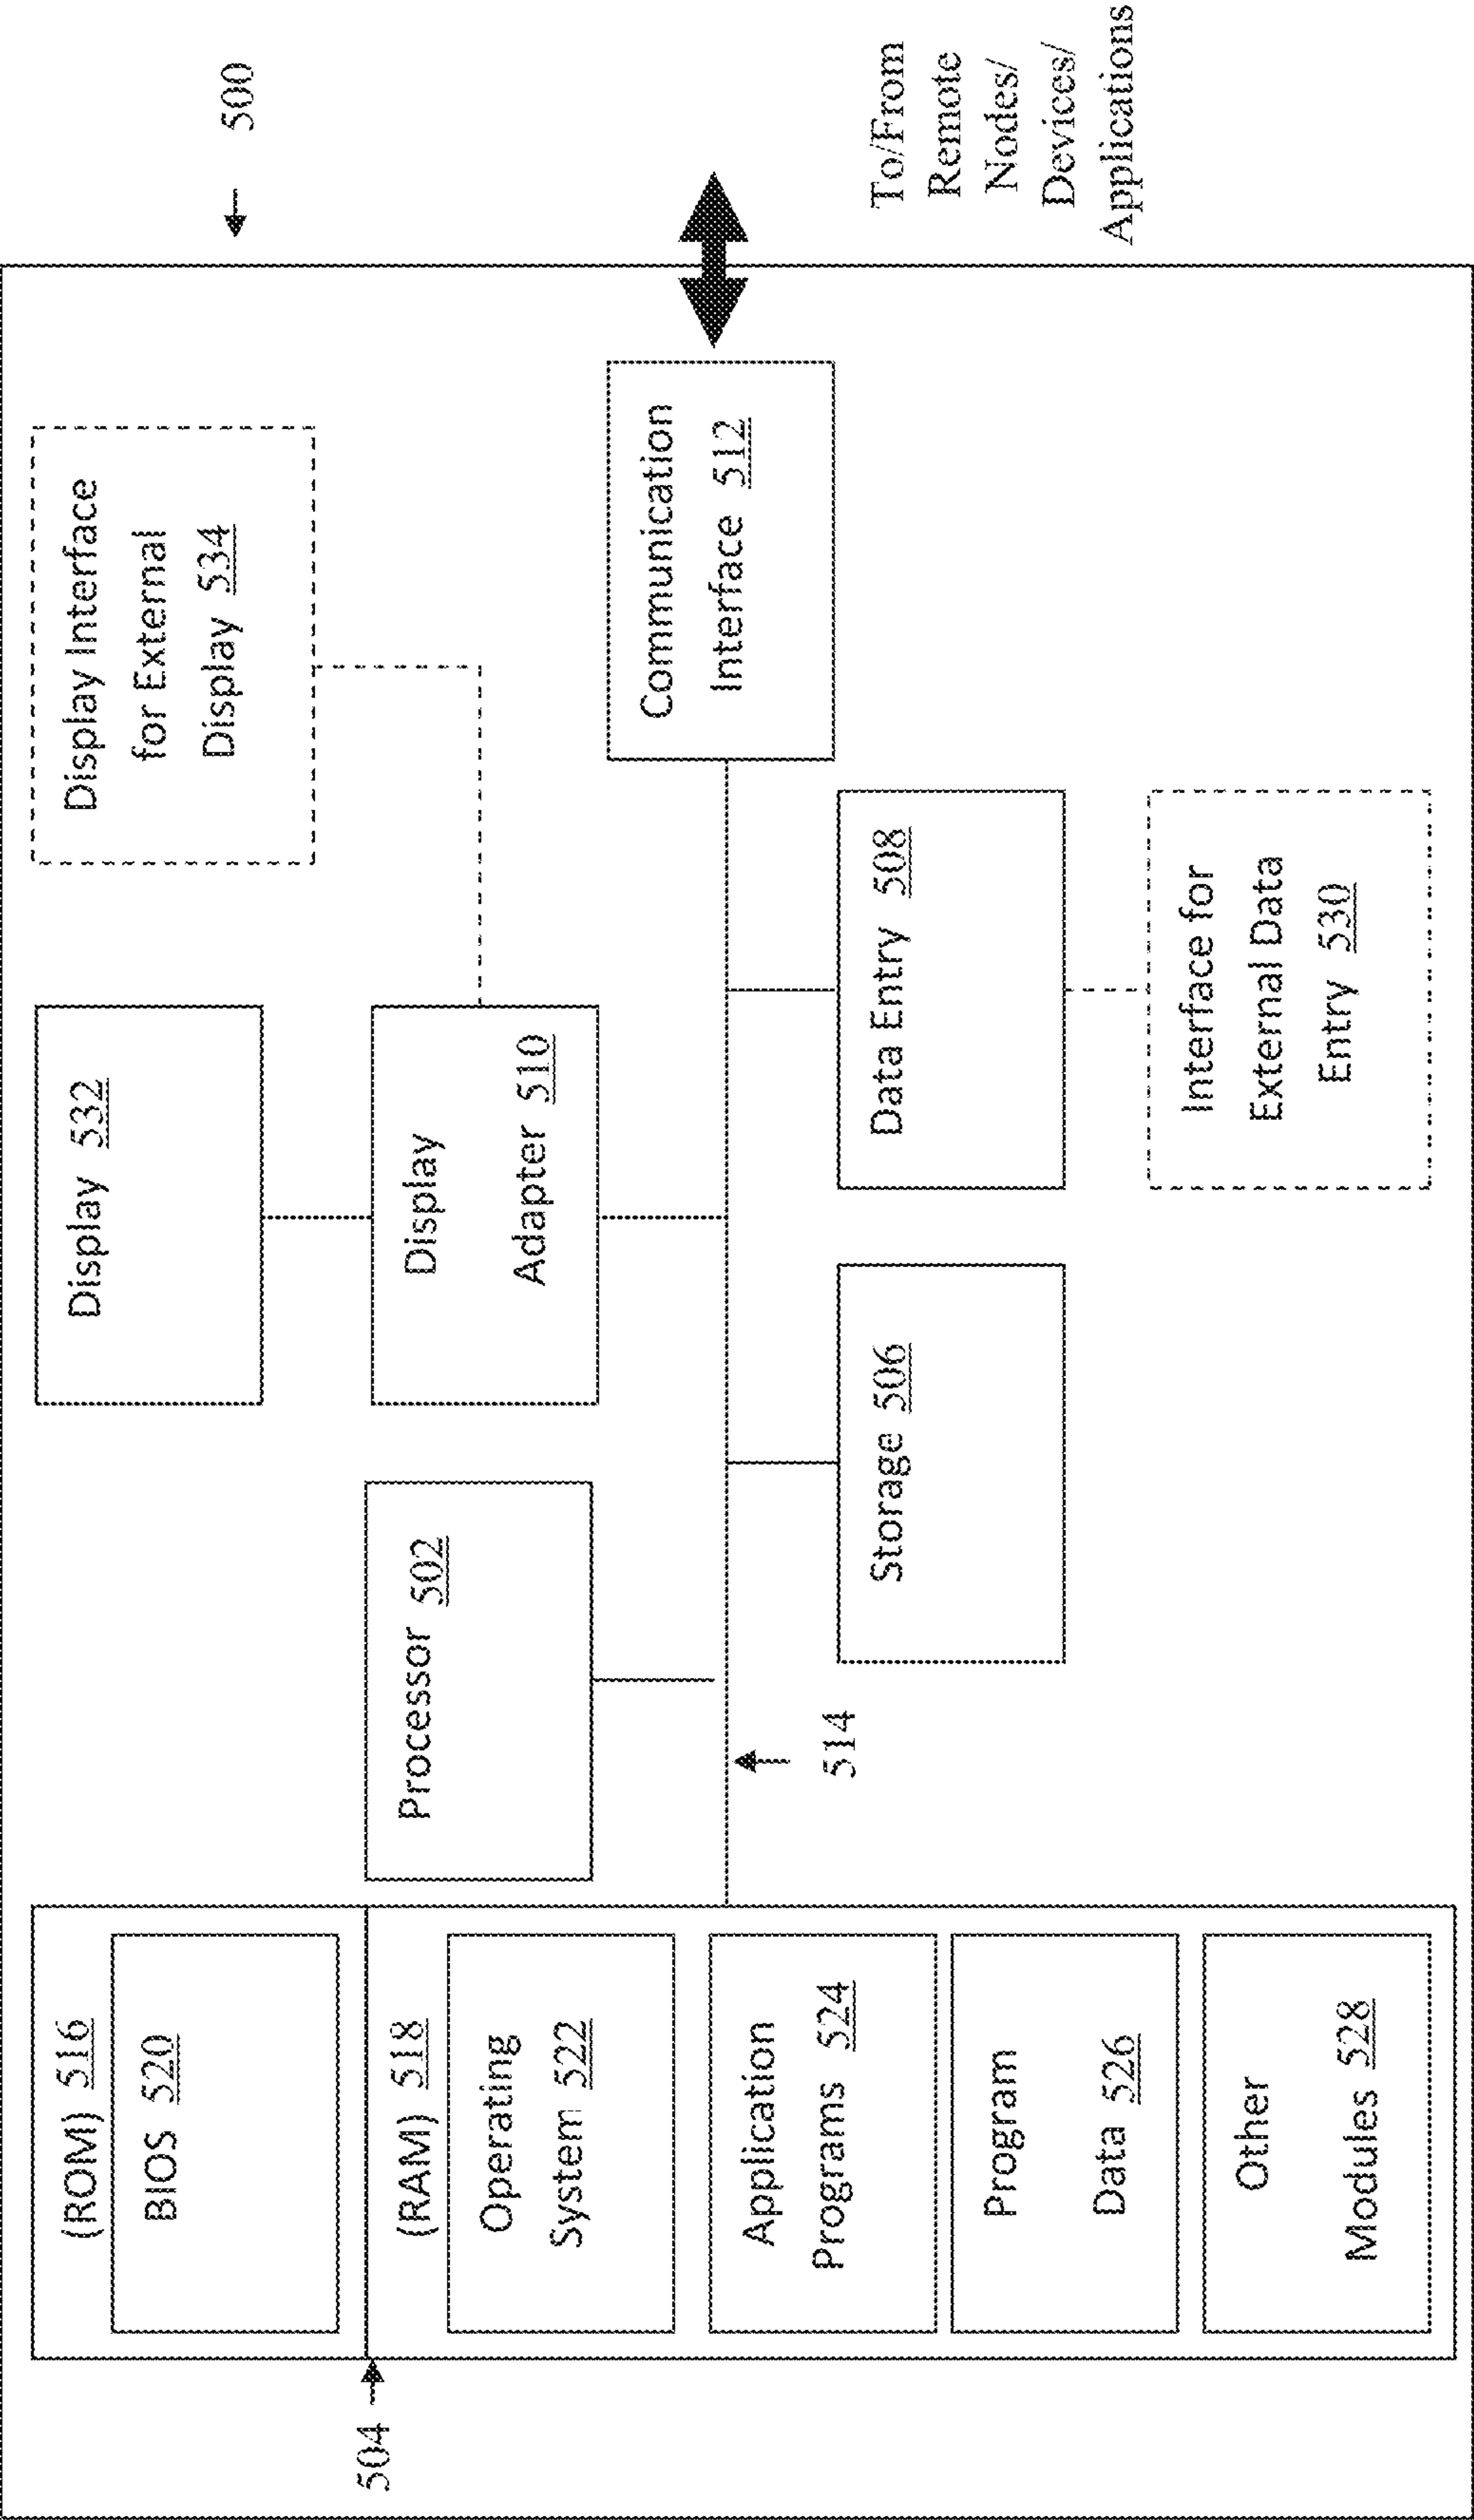 500
(ROM) 516
BIOS 520
504
(RAM) 518
Operating
System 522
Application
Programs 524
Program
Data 526
Other
Modules 528
Processor 502
514
Display 532
Display
Adapter 510
Storage 506
Display Interface
for External
Display 534
Data Entry 508
Interface for
External Data
Entry 530
Communication
Interface 512
To/From
Remote
Nodes/
Devices/
Applications